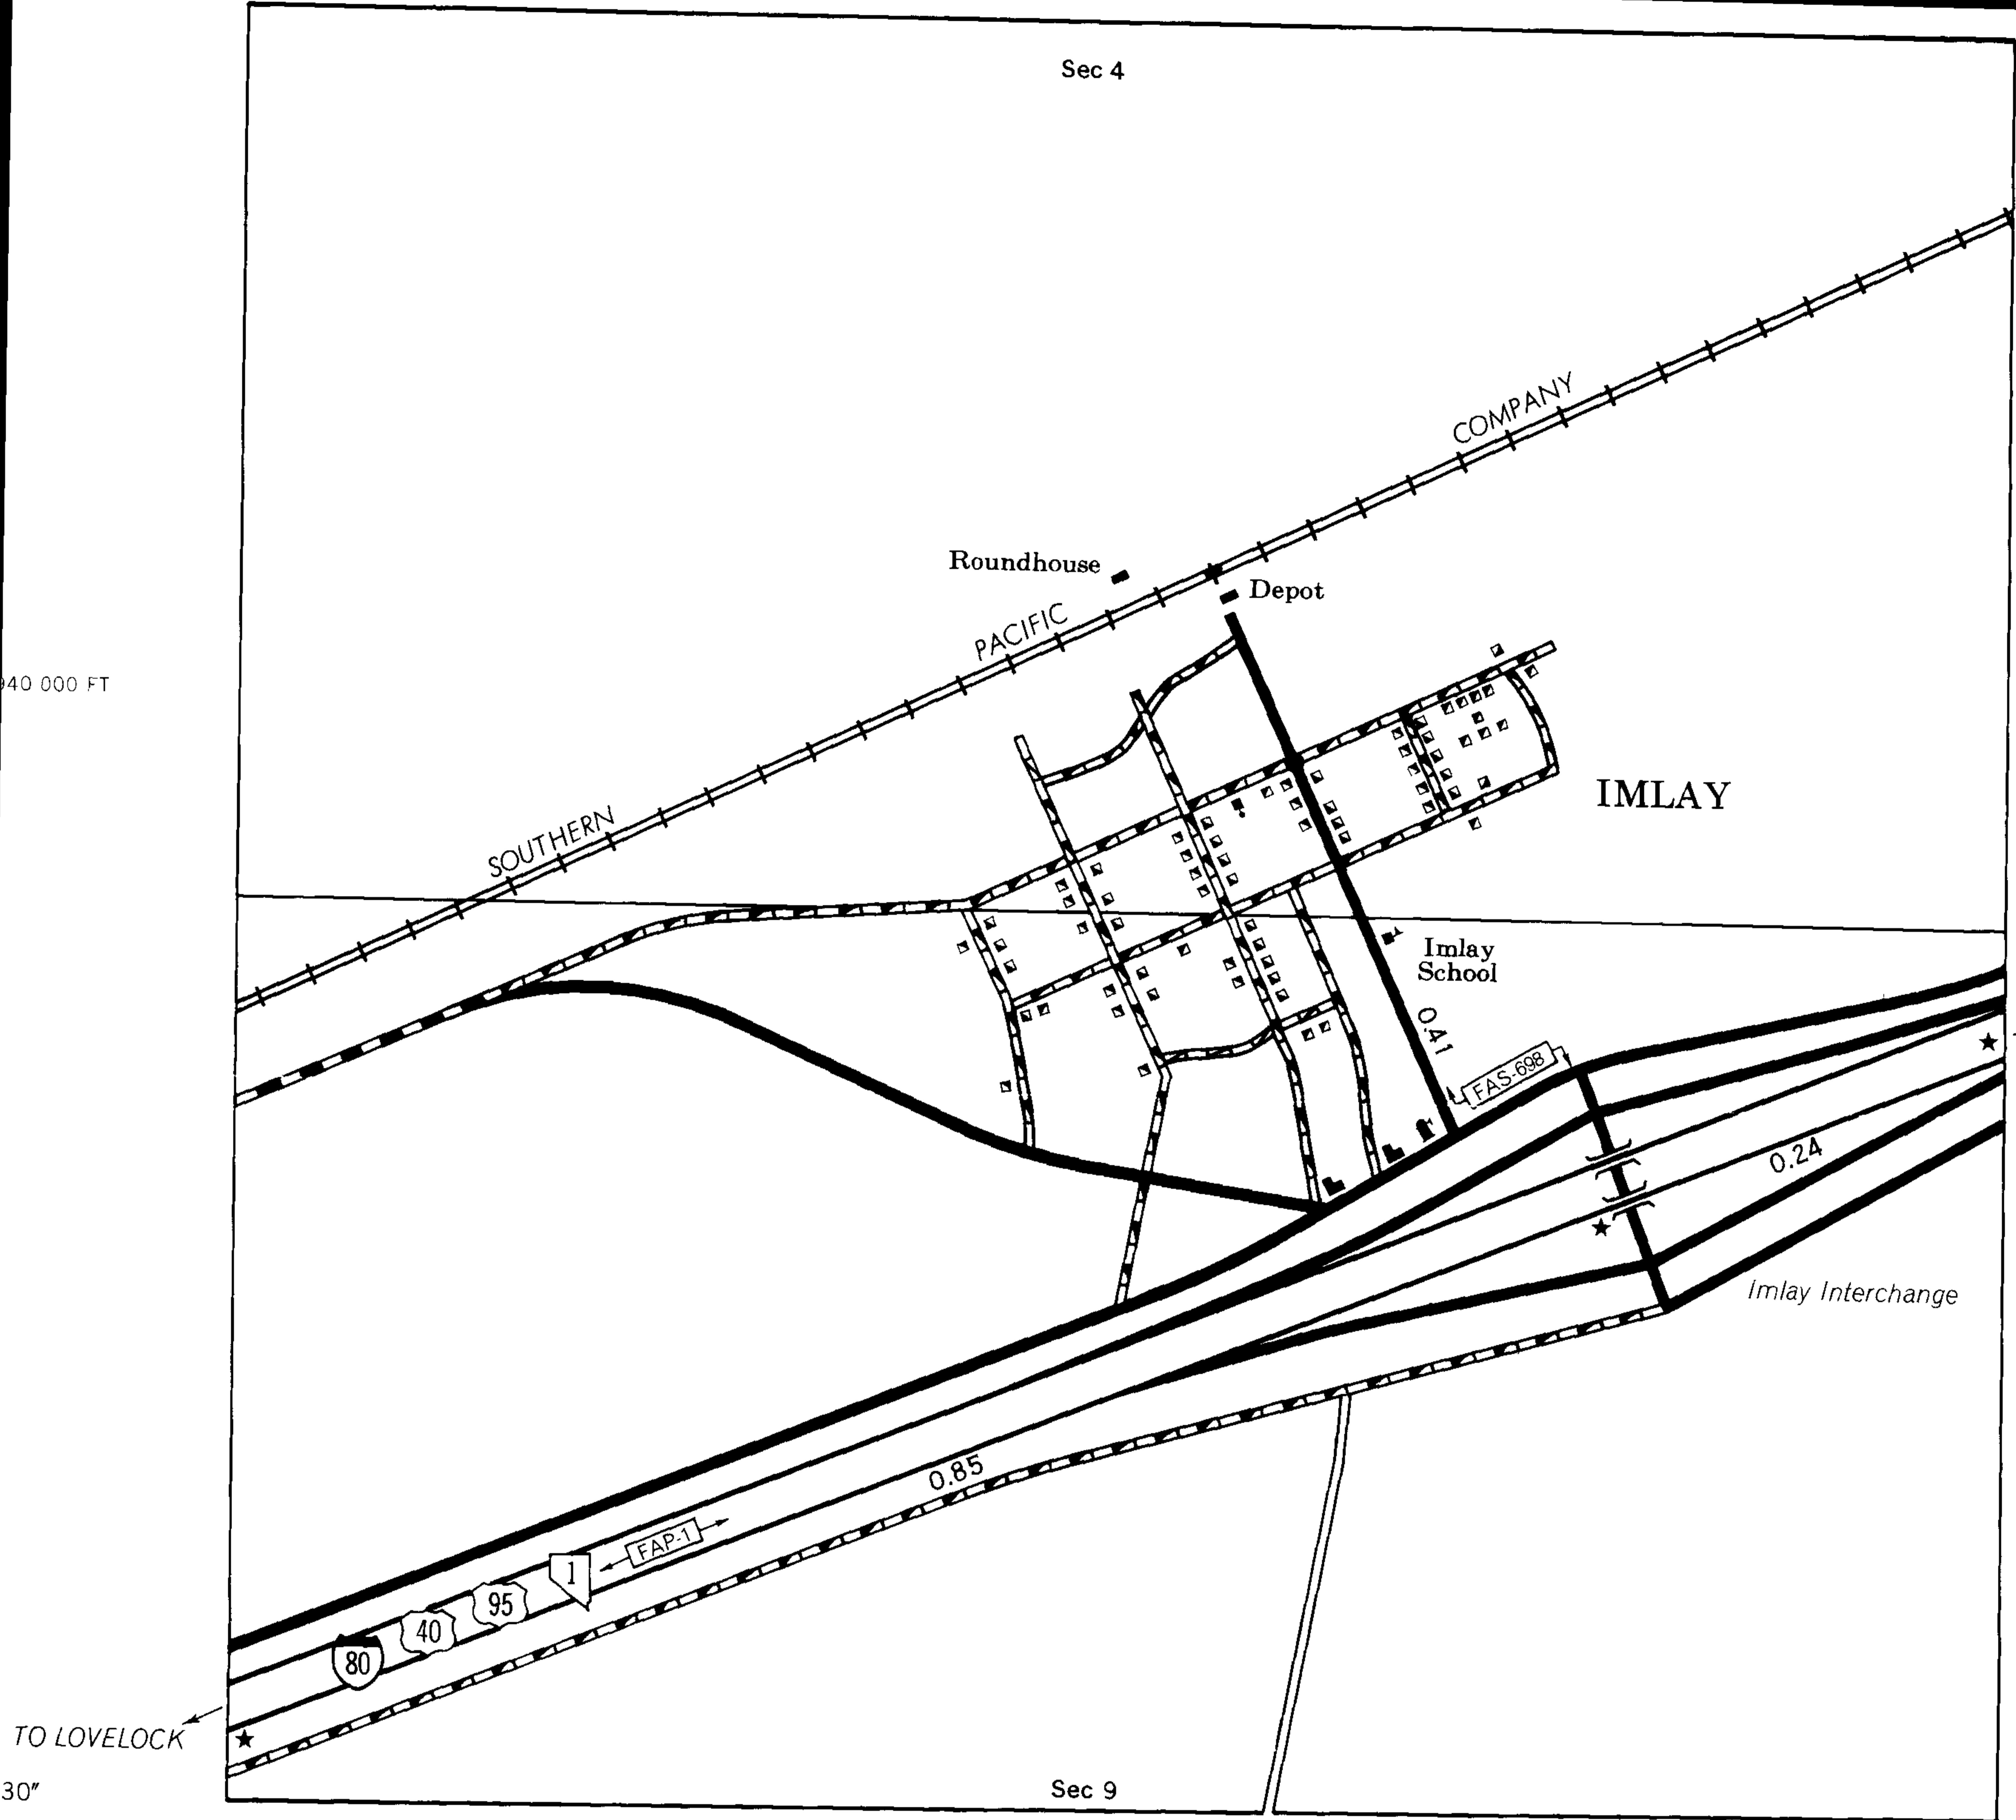 Sec 4
COMPANY
Roundhouse
Depot
PACIFIC
40 000 FT
IMLAY
SOUTHERN
Imlay
School
0.41
FAS-698
0.24
Imlay Interchange
0.85
FAP-1
1
95
40
80
TO LOVELOCK
30"
Sec 9